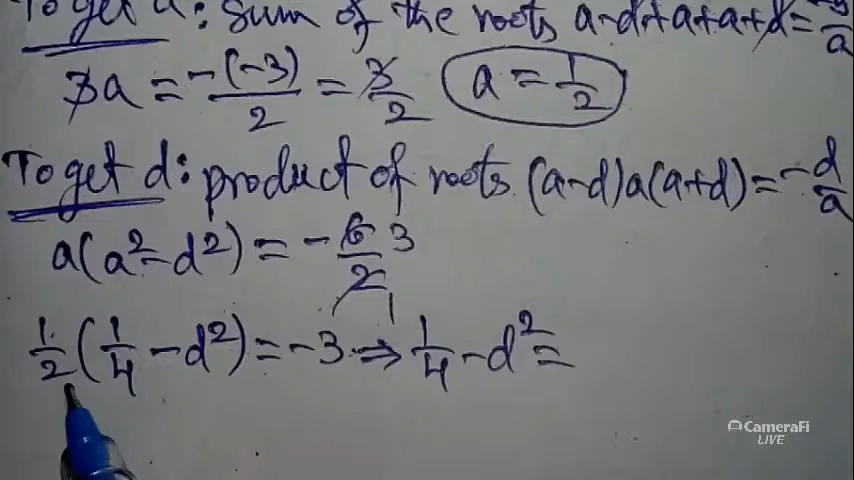 To get a: sum of the roots a-d+a+a+d = -b/a
3a = -(-3)/2 = 3/2 a = 1/2
To get d: product of roots (a-d)a(a+d) = -d/a
a(a²-d²) = -6/2 3
1
1/2(1/4 - d²) = -3 ⇒ 1/4 - d² =
CameraFi
LIVE